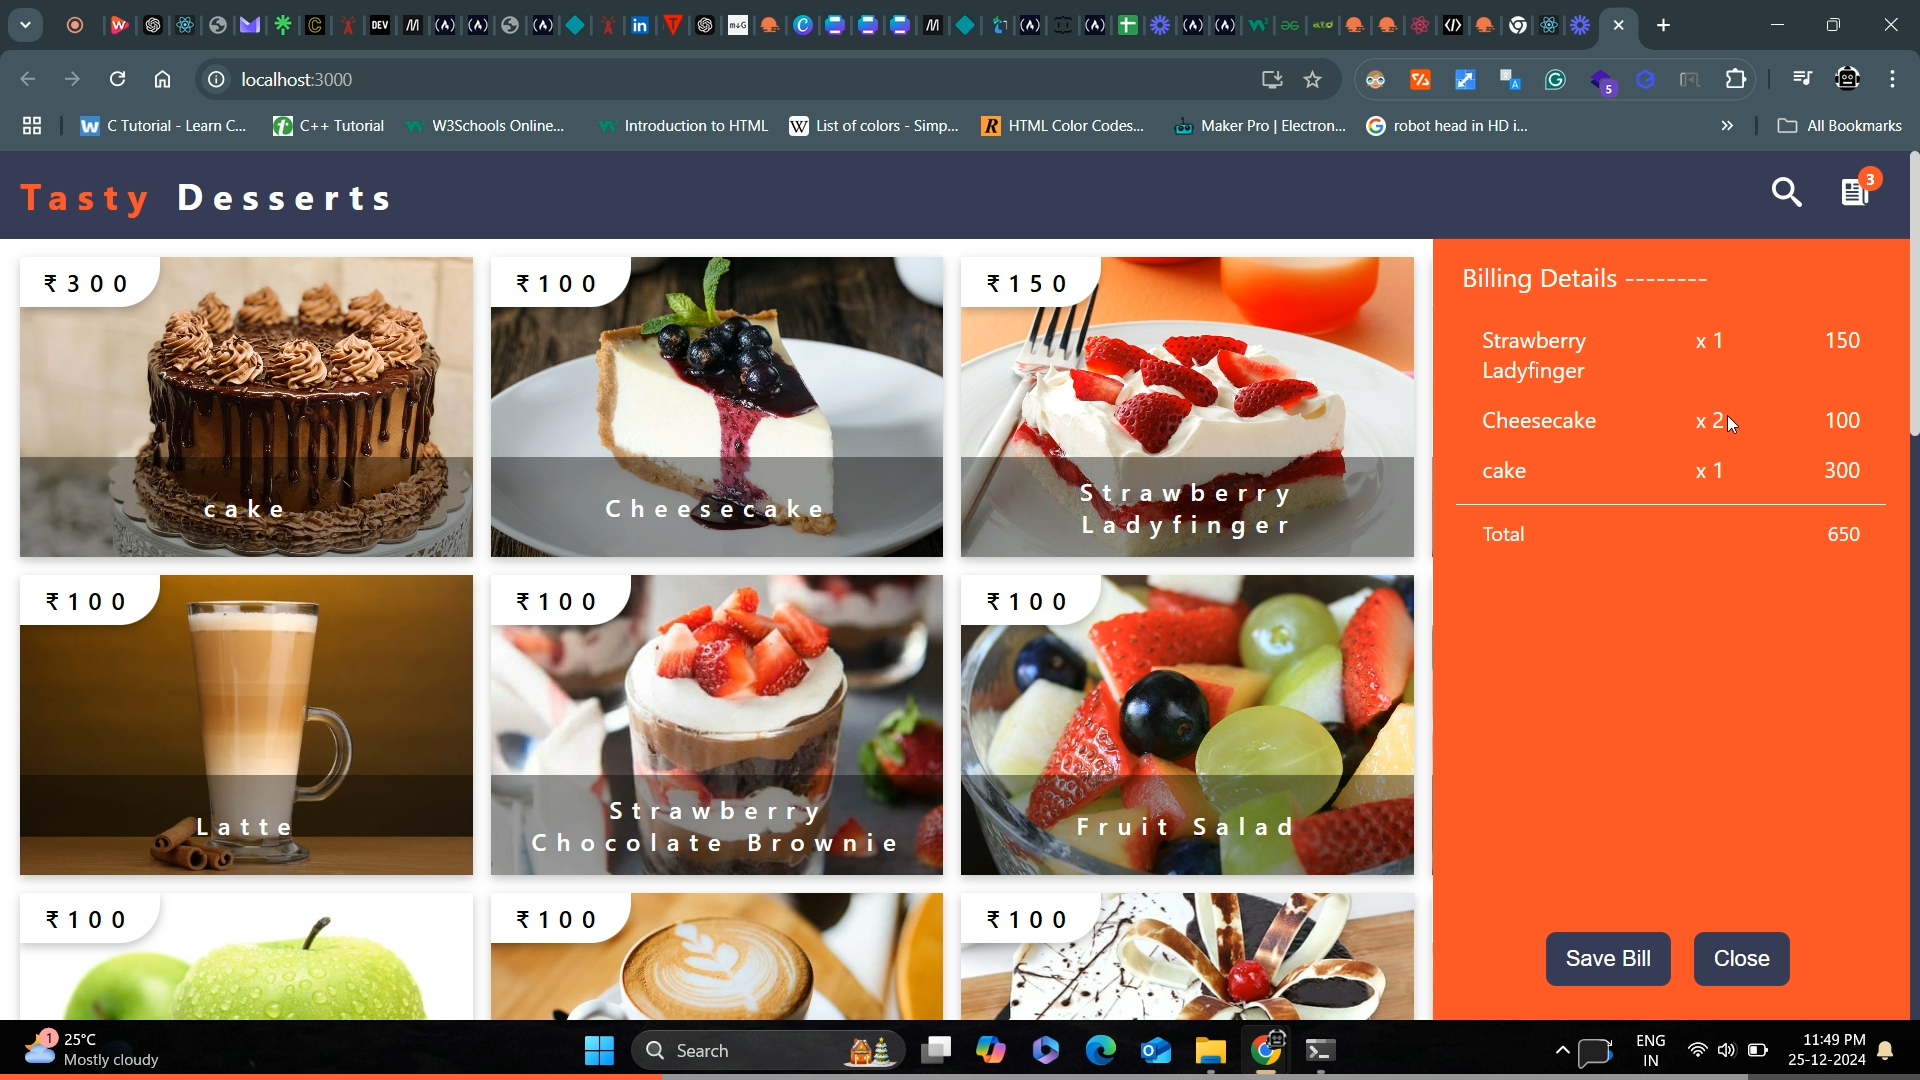 DEV
localhost:3000
5
C Tutorial - Learn C...
C++ Tutorial
W3Schools Online...
Introduction to HTML
List of colors - Simp...
HTML Color Codes...
Maker Pro | Electron...
robot head in HD i...
All Bookmarks
Tasty Desserts
3
₹300
₹100
₹150
cake
Cheesecake
Strawberry
Ladyfinger
₹100
₹100
₹100
Latte
Strawberry
Chocolate Brownie
Fruit Salad
₹100
₹100
₹100
Billing Details --------
Strawberry x 1 150
Ladyfinger
Cheesecake x 2 100
cake x 1 300
Total 650
Save Bill
Close
1
25°C
Mostly cloudy
Search
ENG
IN
11:49 PM
25-12-2024